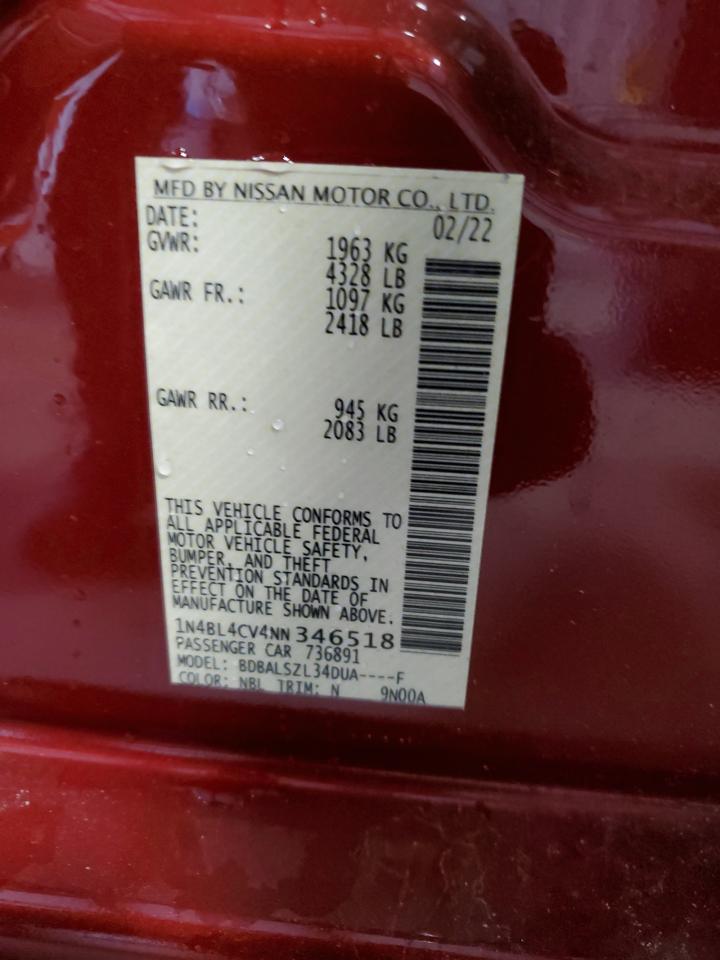 MFD BY NISSAN MOTOR CO., LTD.
DATE: 02/22
GVWR: 1963 KG
4328 LB
GAWR FR.: 1097 KG
2418 LB
GAWR RR.: 945 KG
2083 LB
THIS VEHICLE CONFORMS TO
ALL APPLICABLE FEDERAL
MOTOR VEHICLE SAFETY,
BUMPER, AND THEFT
PREVENTION STANDARDS IN
EFFECT ON THE DATE OF
MANUFACTURE SHOWN ABOVE.
1N4BL4CV4NN 346518
PASSENGER CAR 736891
MODEL: BDBALSZL34DUA----F
COLOR: NBL TRIM: N 9N00A